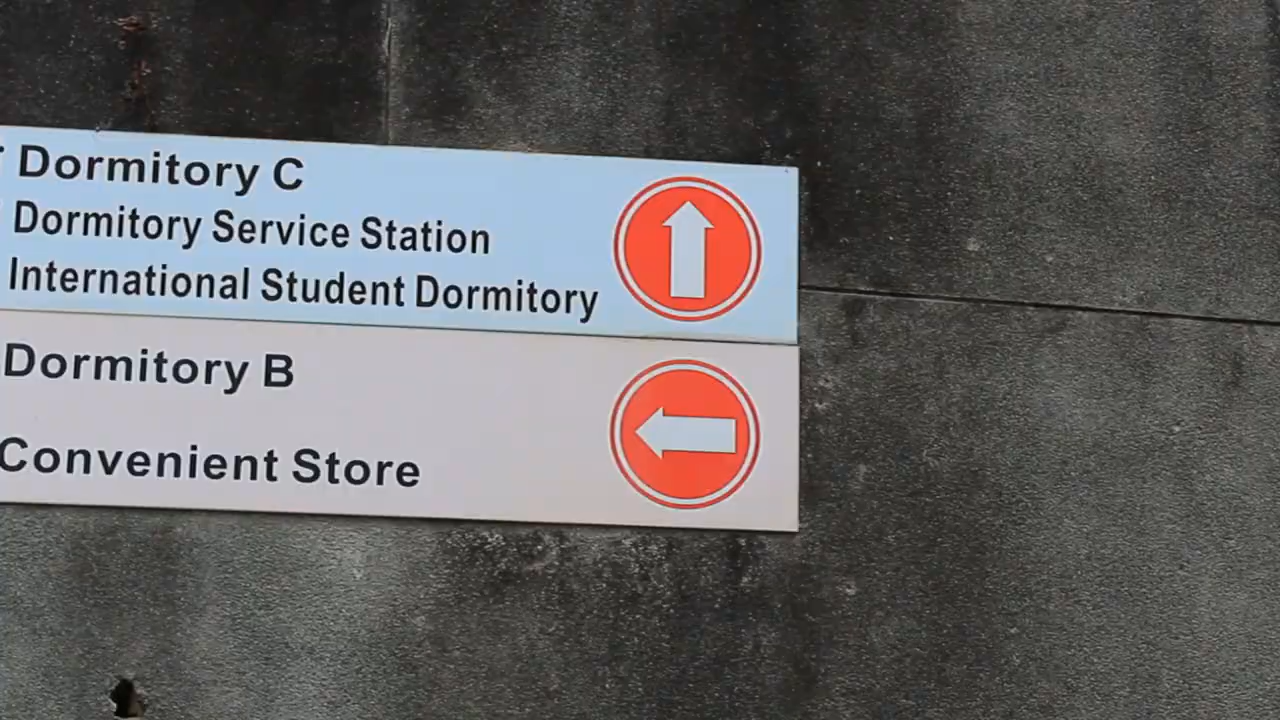 Dormitory C
Dormitory Service Station
International Student Dormitory
Dormitory B
Convenient Store